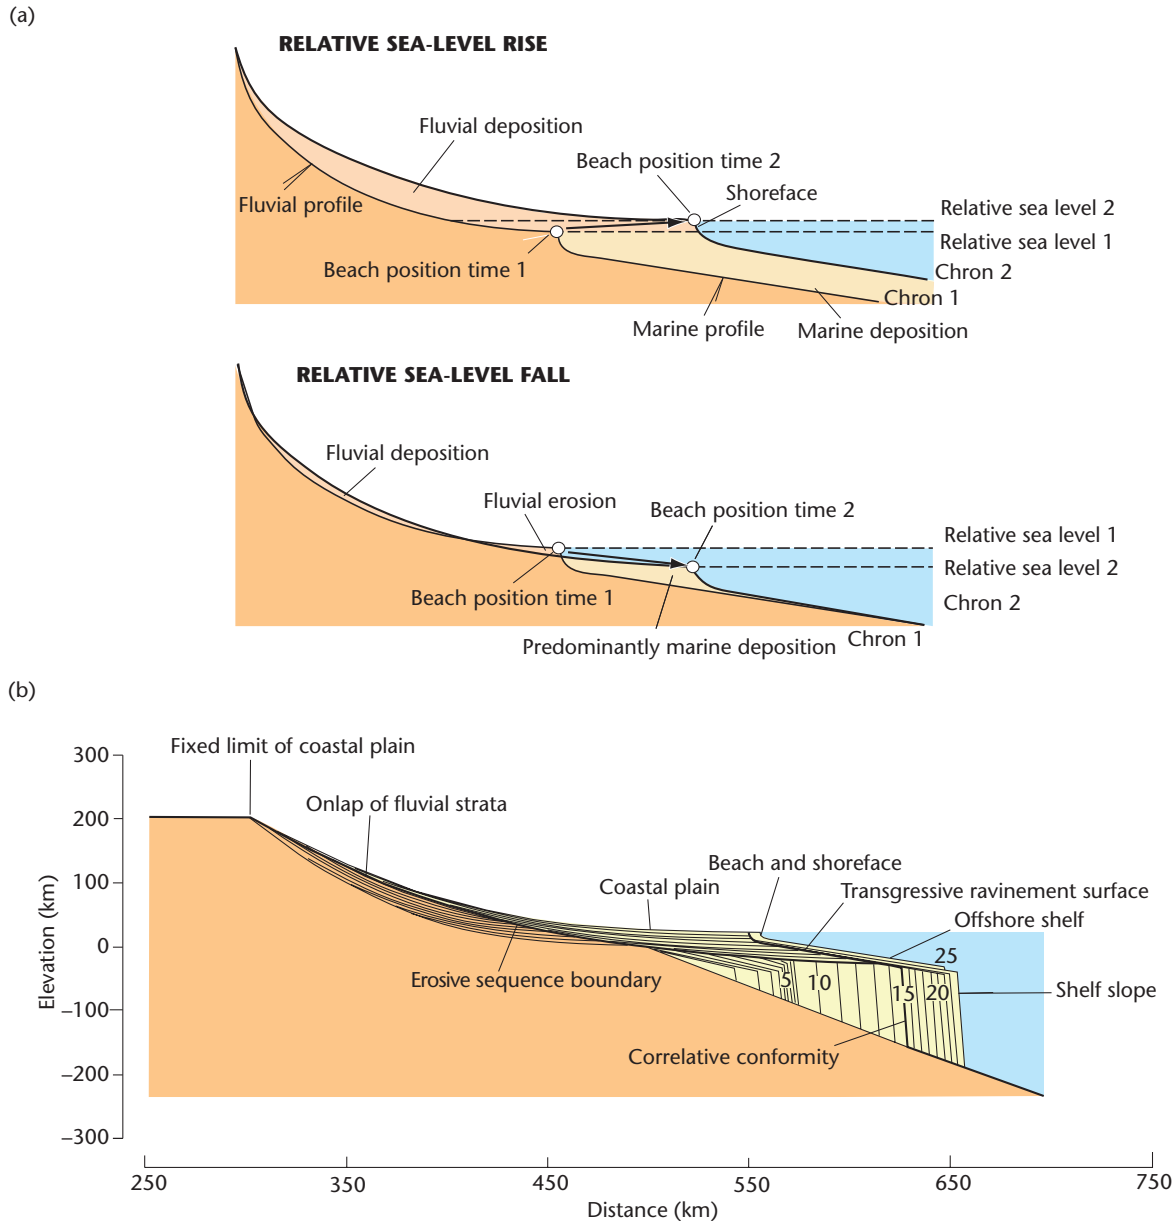 (a)
RELATIVE SEA-LEVEL RISE
Fluvial deposition
Beach position time 2
Shoreface
Fluvial profile
Relative sea level 2
Relative sea level 1
Beach position time 1
Chron 2
Chron 1
Marine profile
Marine deposition
RELATIVE SEA-LEVEL FALL
Fluvial deposition
Fluvial erosion
Beach position time 2
Relative sea level 1
Relative sea level 2
Beach position time 1
Chron 2
Predominantly marine deposition
Chron 1
(b)
Fixed limit of coastal plain
Onlap of fluvial strata
Beach and shoreface
Coastal plain
Transgressive ravinement surface
Offshore shelf
25
Erosive sequence boundary
5
10
15
20
Shelf slope
Correlative conformity
Elevation (km)
300
200
100
0
–100
–200
–300
250
350
450
550
650
750
Distance (km)